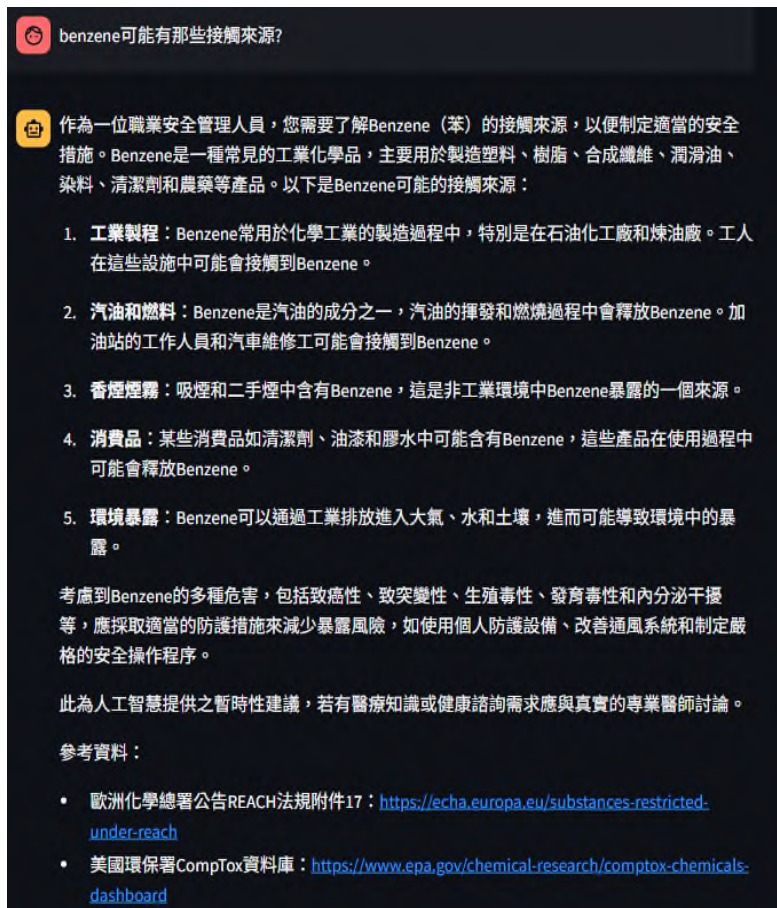 benzene可能有那些接觸來源?
作為一位職業安全管理人員，您需要了解Benzene（苯）的接觸來源，以便制定適當的安全
措施。Benzene是一種常見的工業化學品，主要用於製造塑料、樹脂、合成纖維、潤滑油、
染料、清潔劑和農藥等產品。以下是Benzene可能的接觸來源：
1. 工業製程：Benzene常用於化學工業的製造過程中，特別是在石油化工廠和煉油廠。工人
在這些設施中可能會接觸到Benzene。
2. 汽油和燃料：Benzene是汽油的成分之一，汽油的揮發和燃燒過程中會釋放Benzene。加
油站的工作人員和汽車維修工可能會接觸到Benzene。
3. 香煙煙霧：吸煙和二手煙中含有Benzene，這是非工業環境中Benzene暴露的一個來源。
4. 消費品：某些消費品如清潔劑、油漆和膠水中可能含有Benzene，這些產品在使用過程中
可能會釋放Benzene。
5. 環境暴露：Benzene可以通過工業排放進入大氣、水和土壤，進而可能導致環境中的暴
露。
考慮到Benzene的多種危害，包括致癌性、致突變性、生殖毒性、發育毒性和內分泌干擾
等，應採取適當的防護措施來減少暴露風險，如使用個人防護設備、改善通風系統和制定嚴
格的安全操作程序。
此為人工智慧提供之暫時性建議，若有醫療知識或健康諮詢需求應與真實的專業醫師討論。
參考資料：
• 歐洲化學總署公告REACH法規附件17：https://echa.europa.eu/substances-restricted-
under-reach
• 美國環保署CompTox資料庫：https://www.epa.gov/chemical-research/comptox-chemicals-
dashboard